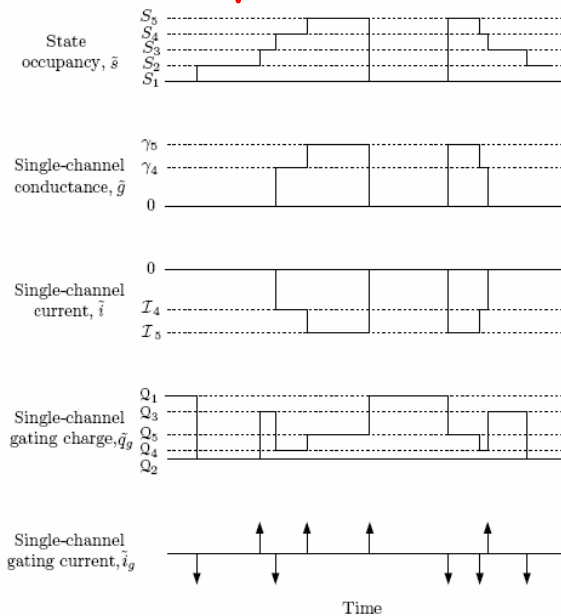 S₅
S₄
S₃
S₂
S₁
State
occupancy, s̃
γ₅
γ₄
0
Single-channel
conductance, g̃
0
ℐ₄
ℐ₅
Single-channel
current, ĩ
Q₁
Q₃
Q₅
Q₄
Q₂
Single-channel
gating charge,q̃g
Single-channel
gating current,ĩg
Time